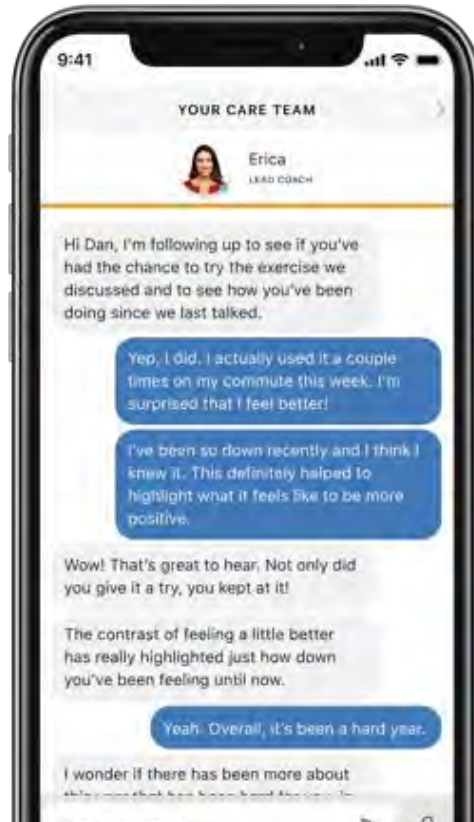 9:41
YOUR CARE TEAM
Erica
LEAD COACH
Hi Dan, I'm following up to see if you've
had the chance to try the exercise we
discussed and to see how you've been
doing since we last talked.
Yep, I did. I actually used it a couple
times on my commute this week. I'm
surprised that I feel better!
I've been so down recently and I think I
knew it. This definitely helped to
highlight what it feels like to be more
positive.
Wow! That's great to hear. Not only did
you give it a try, you kept at it!
The contrast of feeling a little better
has really highlighted just how down
you've been feeling until now.
Yeah. Overall, it's been a hard year.
I wonder if there has been more about